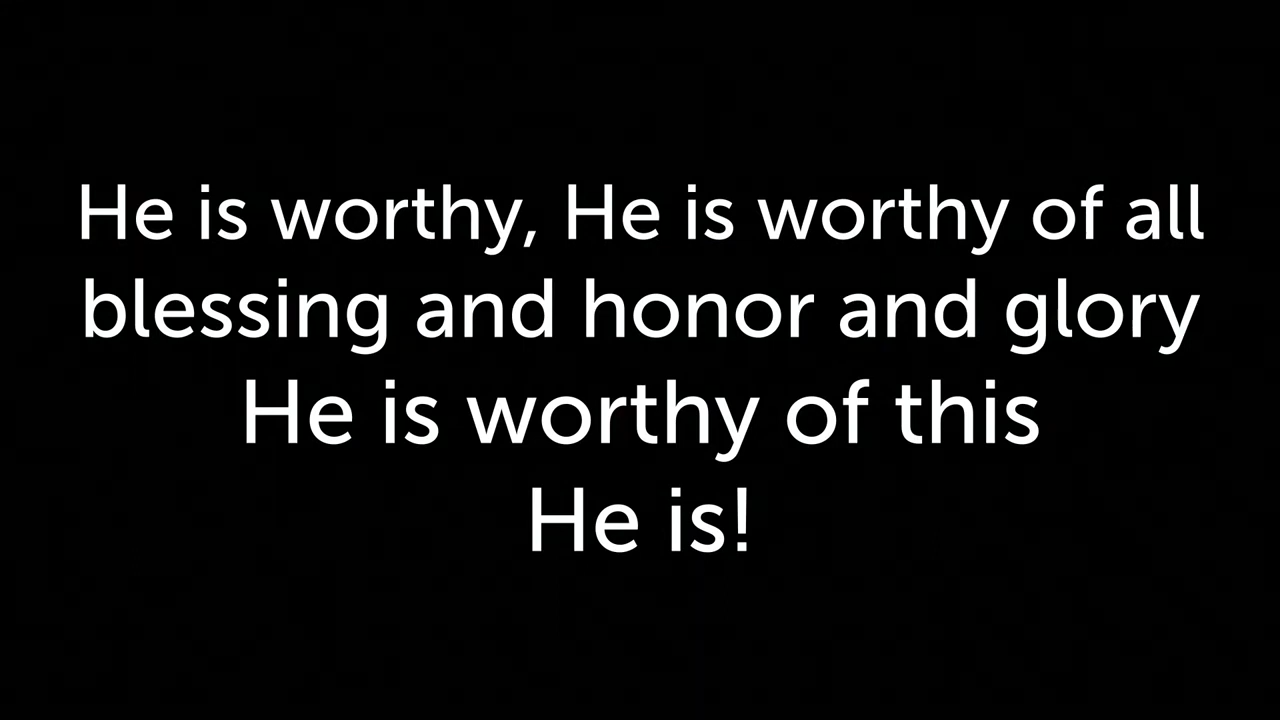 He is worthy, He is worthy of all
blessing and honor and glory
He is worthy of this
He is!